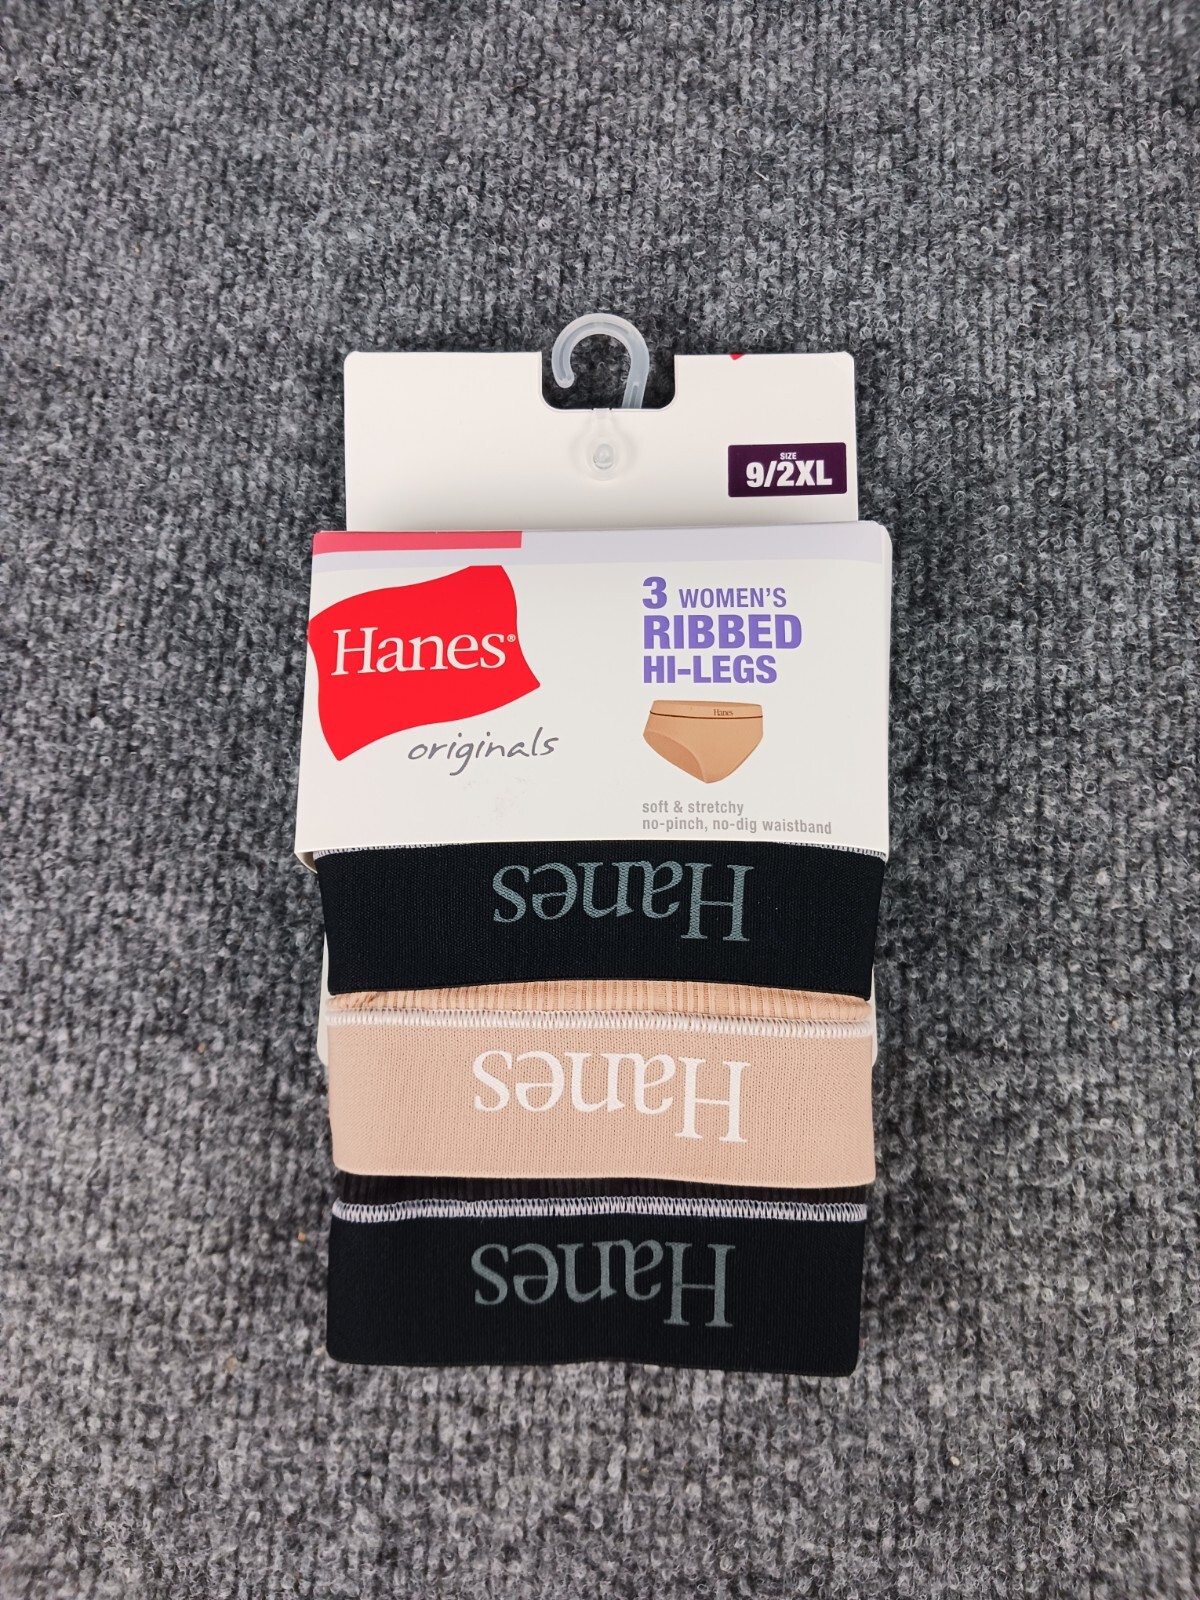 SIZE
9/2XL
Hanes®
originals
3 WOMEN'S
RIBBED
HI-LEGS
Hanes
soft & stretchy
no-pinch, no-dig waistband
Hanes
Hanes
Hanes